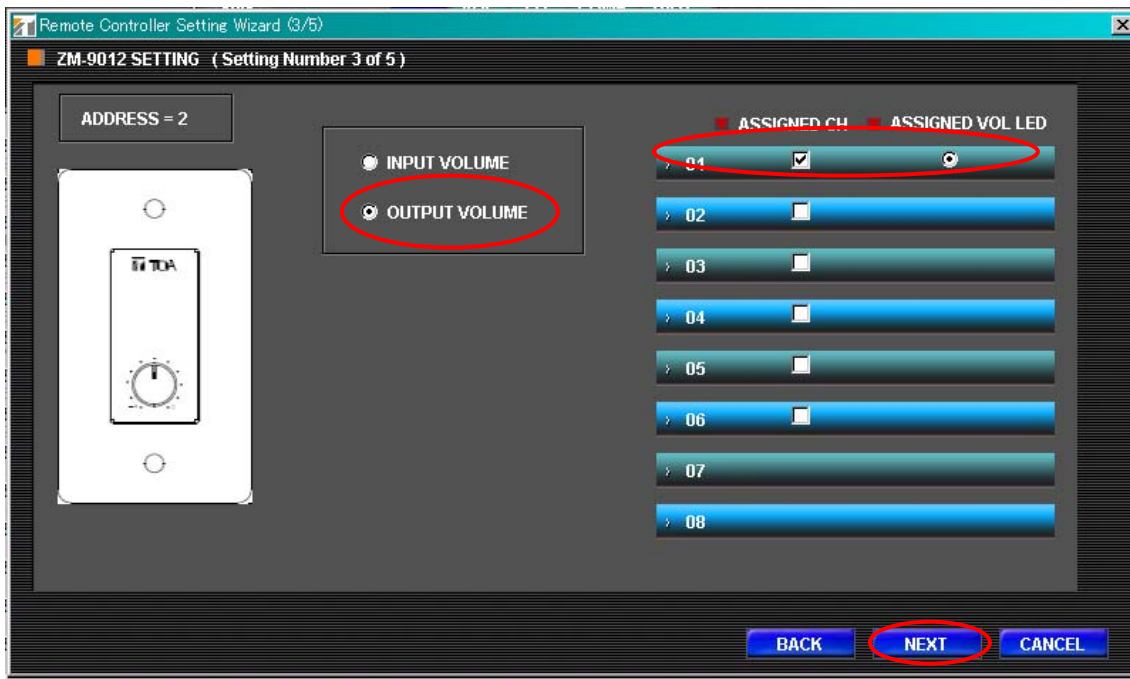 Remote Controller Setting Wizard (3/5)
ZM-9012 SETTING ( Setting Number 3 of 5 )
ADDRESS = 2
INPUT VOLUME
OUTPUT VOLUME
TOA
ASSIGNED CH ASSIGNED VOL LED
01
02
03
04
05
06
07
08
BACK NEXT CANCEL